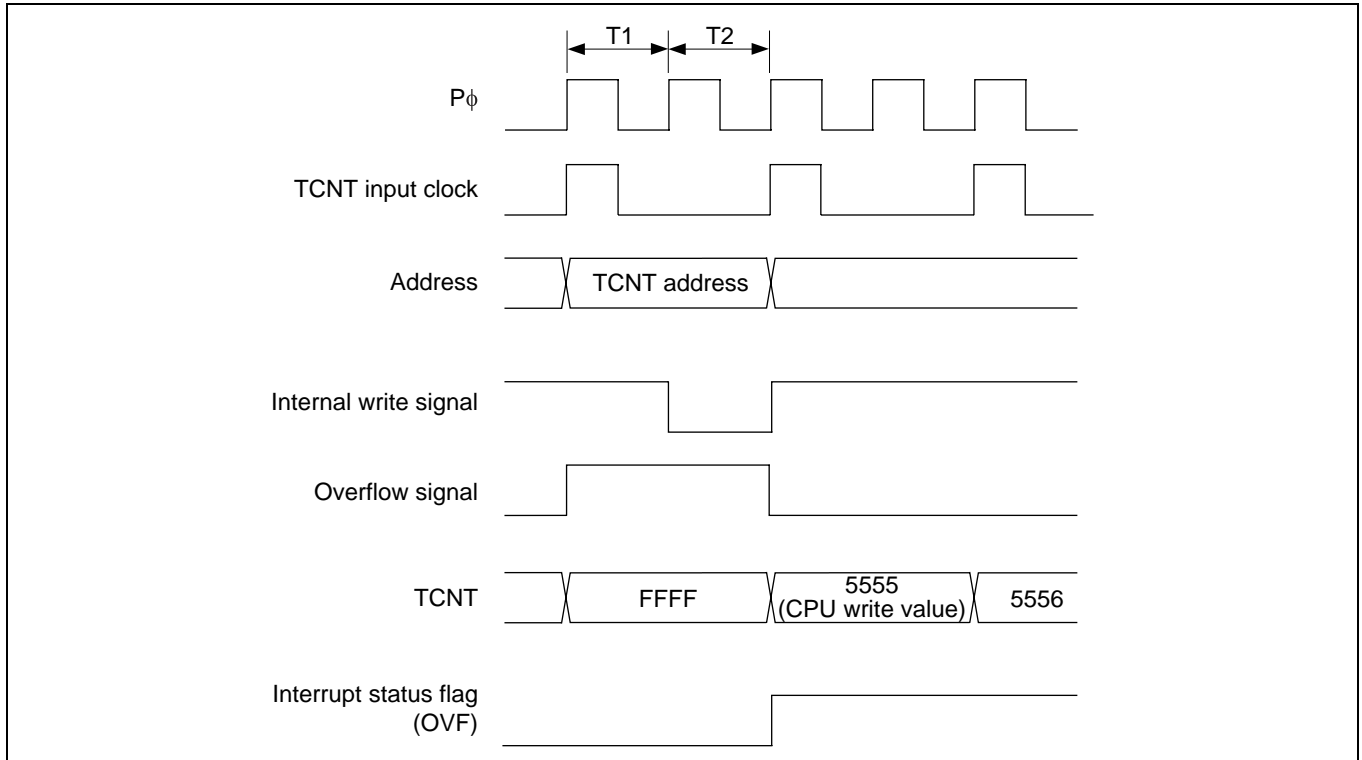 T1 T2
Pϕ
TCNT input clock
Address TCNT address
Internal write signal
Overflow signal
TCNT FFFF 5555 5556
(CPU write value)
Interrupt status flag
(OVF)